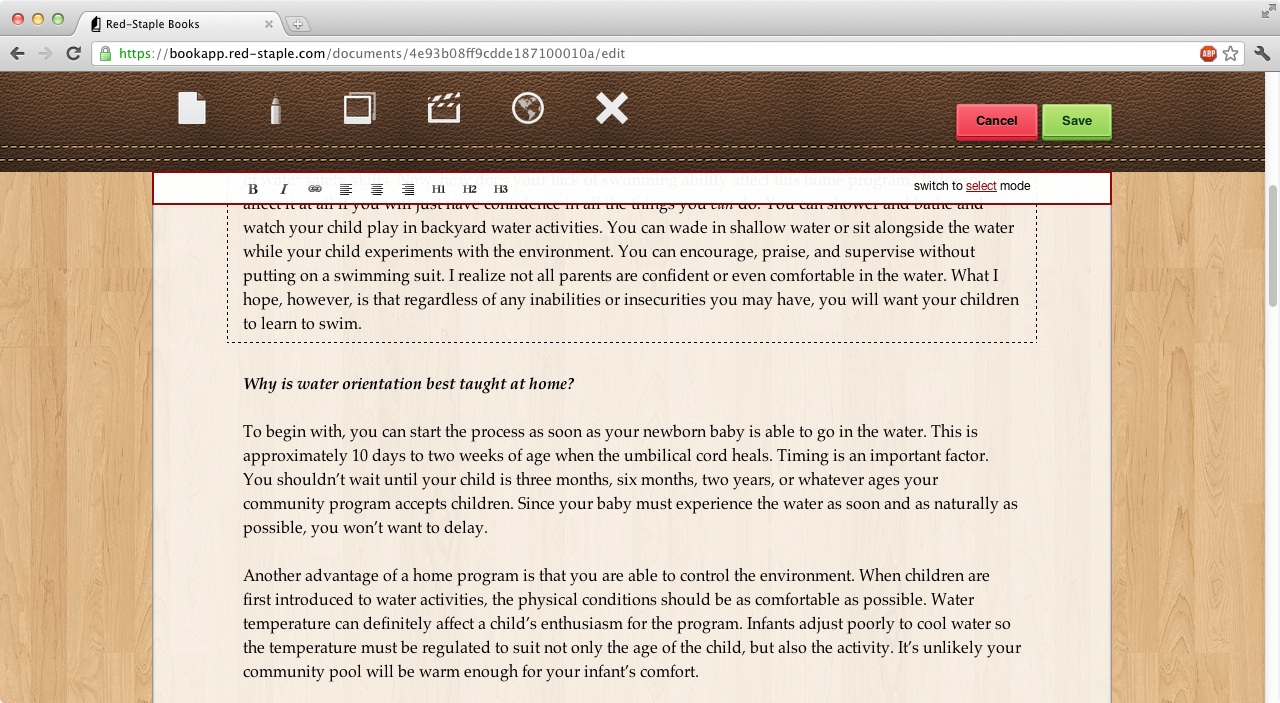 Red-Staple Books
https://bookapp.red-staple.com/documents/4e93b08ff9cdde187100010a/edit
ABP
Cancel Save
B I H1 H2 H3 switch to select mode
your lack of swimming ability affect this home program
affect it at all if you will just have confidence in all the things you can do. You can shower and bathe and
watch your child play in backyard water activities. You can wade in shallow water or sit alongside the water
while your child experiments with the environment. You can encourage, praise, and supervise without
putting on a swimming suit. I realize not all parents are confident or even comfortable in the water. What I
hope, however, is that regardless of any inabilities or insecurities you may have, you will want your children
to learn to swim.
Why is water orientation best taught at home?
To begin with, you can start the process as soon as your newborn baby is able to go in the water. This is
approximately 10 days to two weeks of age when the umbilical cord heals. Timing is an important factor.
You shouldn’t wait until your child is three months, six months, two years, or whatever ages your
community program accepts children. Since your baby must experience the water as soon and as naturally as
possible, you won’t want to delay.
Another advantage of a home program is that you are able to control the environment. When children are
first introduced to water activities, the physical conditions should be as comfortable as possible. Water
temperature can definitely affect a child’s enthusiasm for the program. Infants adjust poorly to cool water so
the temperature must be regulated to suit not only the age of the child, but also the activity. It’s unlikely your
community pool will be warm enough for your infant’s comfort.